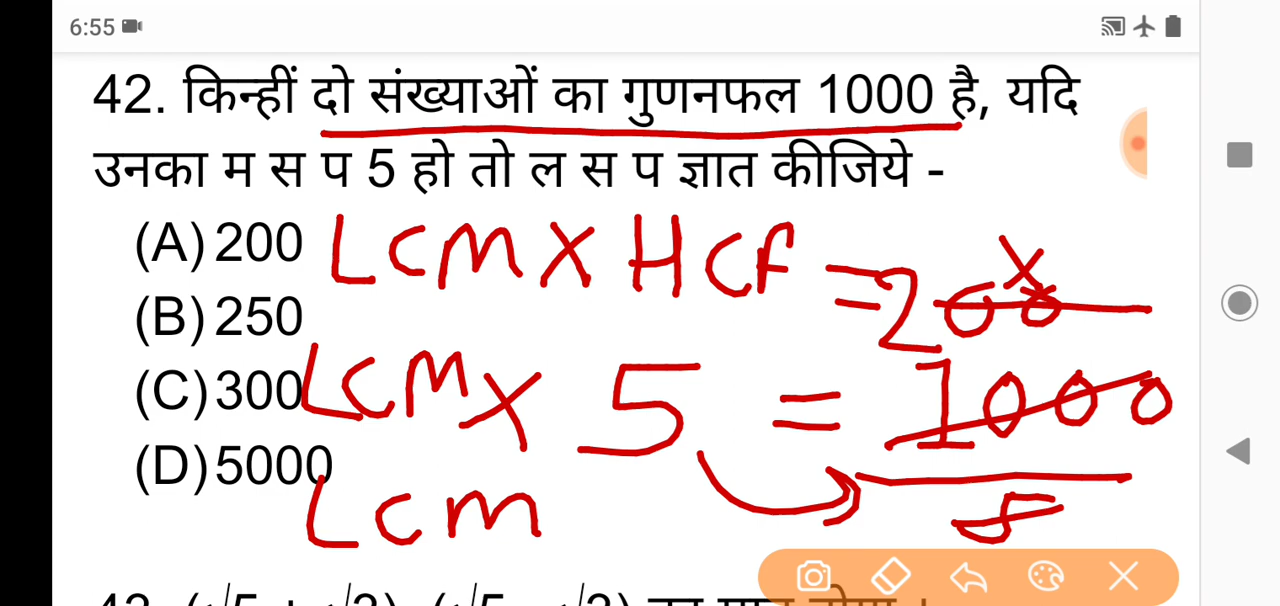 6:55
42. किन्हीं दो संख्याओं का गुणनफल 1000 है, यदि
उनका म स प 5 हो तो ल स प ज्ञात कीजिये -
(A) 200 LCM X HCF = 200
(B) 250
(C) 300 LCM X 5 = 1000
(D) 5000 5
LCM